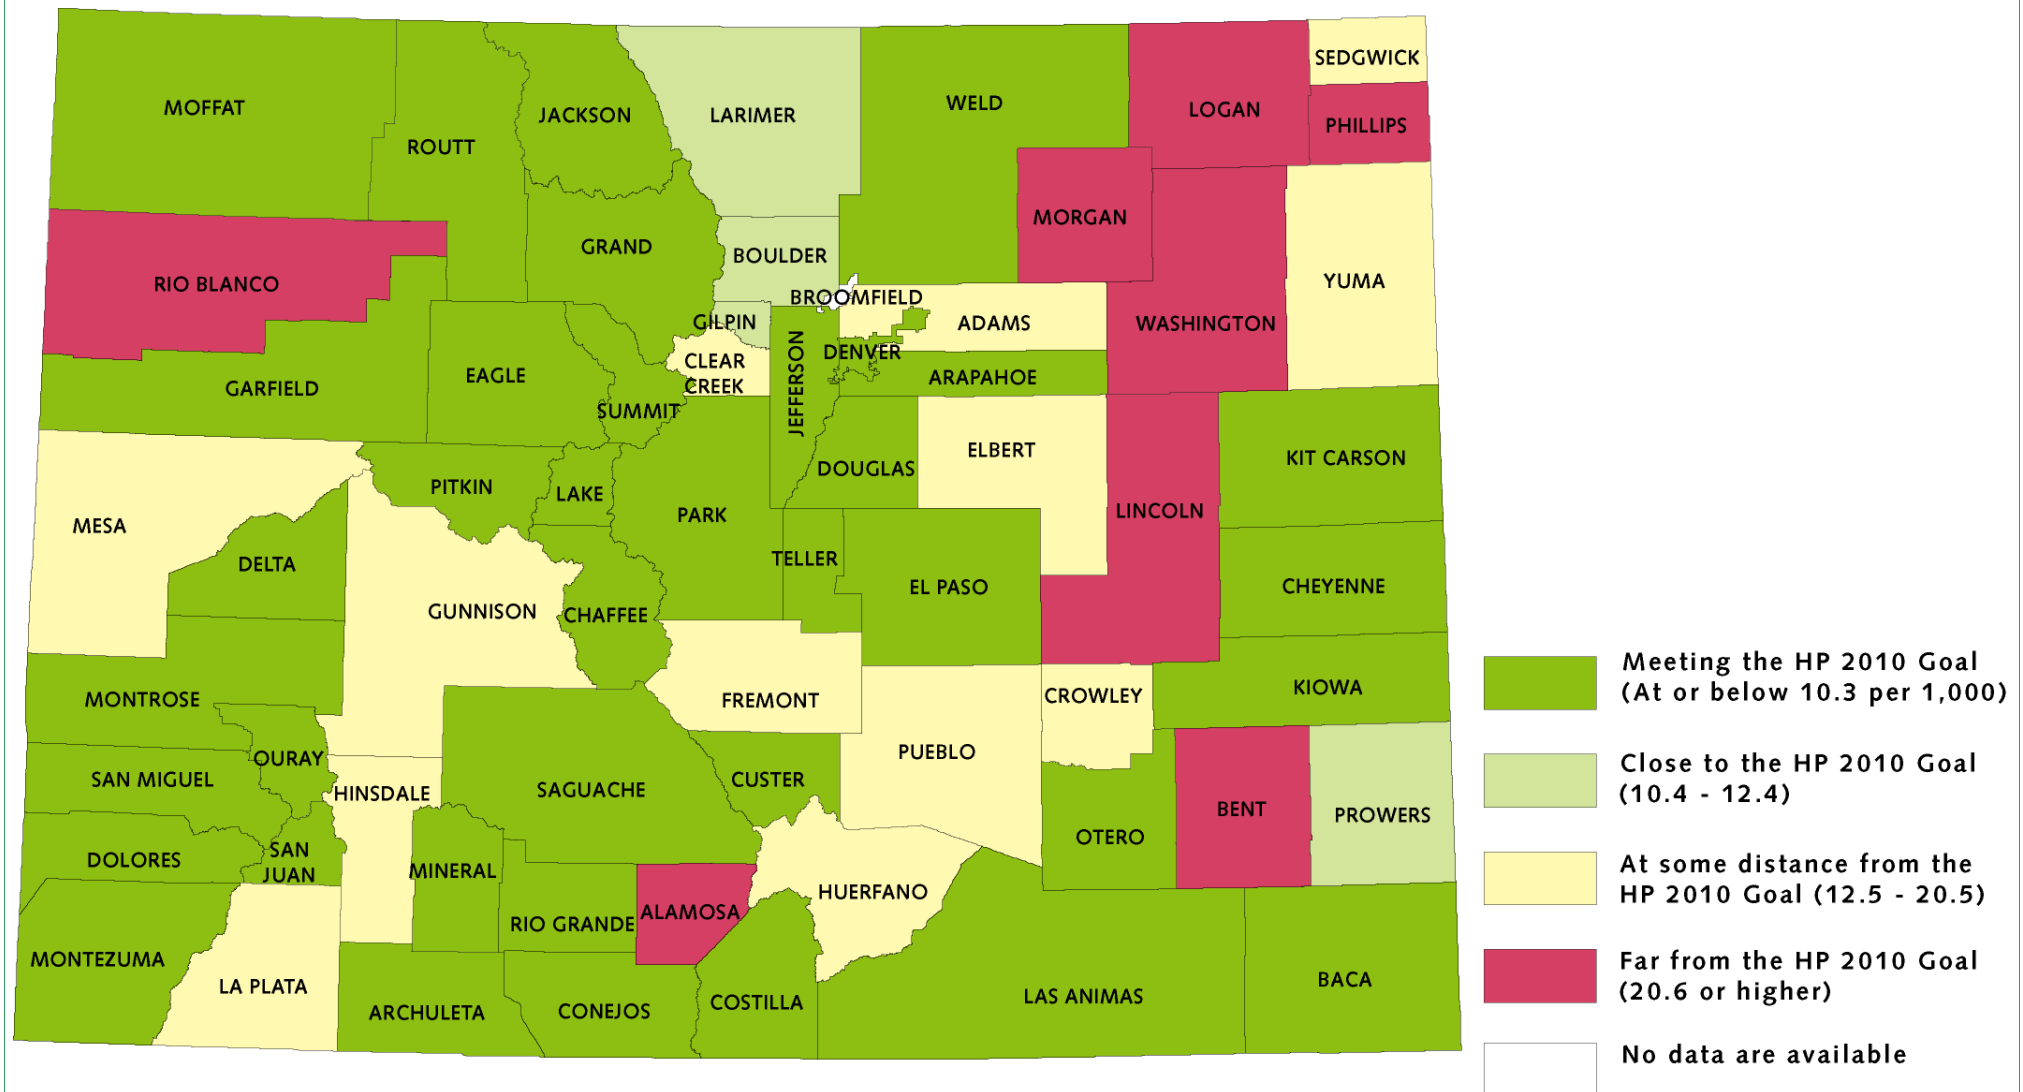 SEDGWICK
MOFFAT
JACKSON
LARIMER
WELD
LOGAN
PHILLIPS
ROUTT
MORGAN
GRAND
BOULDER
RIO BLANCO
YUMA
BROOMFIELD
GILPIN
ADAMS
WASHINGTON
CLEAR
CREEK
JEFFERSON
DENVER
ARAPAHOE
GARFIELD
EAGLE
SUMMIT
ELBERT
KIT CARSON
DOUGLAS
PITKIN
LAKE
PARK
LINCOLN
MESA
DELTA
TELLER
EL PASO
CHEYENNE
GUNNISON
CHAFFEE
MONTROSE
FREMONT
CROWLEY
KIOWA
OURAY
SAN MIGUEL
HINSDALE
SAGUACHE
CUSTER
PUEBLO
BENT
PROWERS
OTERO
DOLORES
SAN
JUAN
MINERAL
RIO GRANDE
ALAMOSA
HUERFANO
MONTEZUMA
LA PLATA
ARCHULETA
CONEJOS
COSTILLA
LAS ANIMAS
BACA
Meeting the HP 2010 Goal
(At or below 10.3 per 1,000)
Close to the HP 2010 Goal
(10.4 - 12.4)
At some distance from the
HP 2010 Goal (12.5 - 20.5)
Far from the HP 2010 Goal
(20.6 or higher)
No data are available